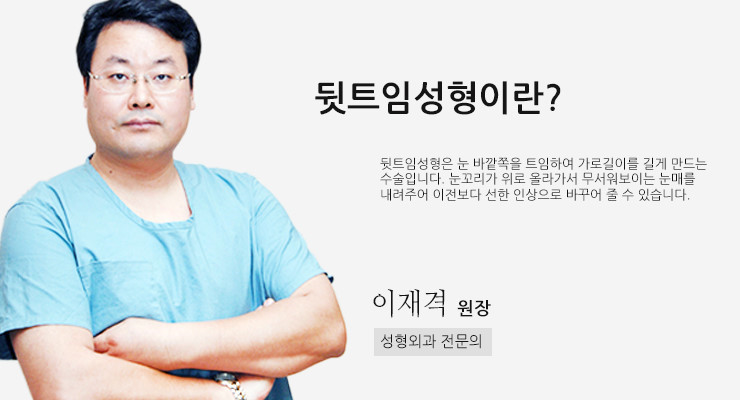 뒷트임성형이란?
뒷트임성형은 눈 바깥쪽을 트임하여 가로길이를 길게 만드는
수술입니다. 눈꼬리가 위로 올라가서 무서워보이는 눈매를
내려주어 이전보다 선한 인상으로 바꾸어 줄 수 있습니다.
이재격 원장
성형외과 전문의